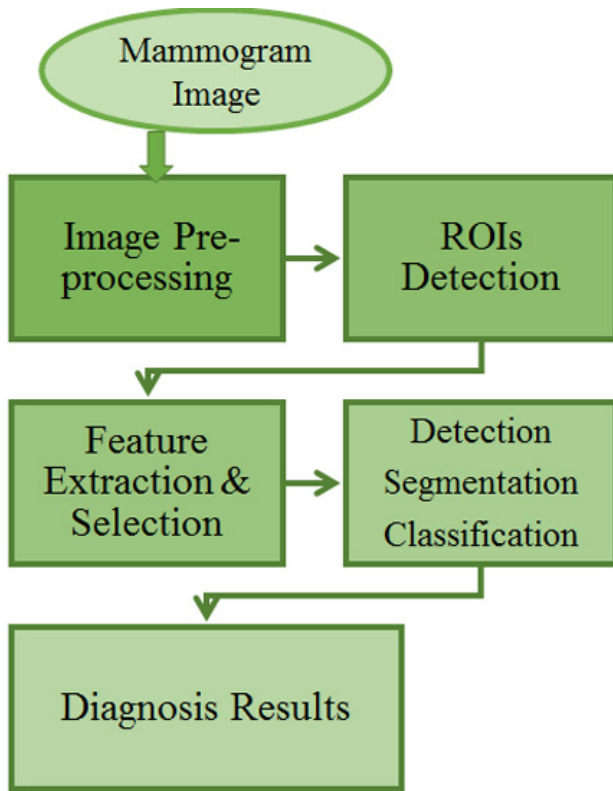 Mammogram
Image
Image Pre-
processing
ROIs
Detection
Feature
Extraction &
Selection
Detection
Segmentation
Classification
Diagnosis Results